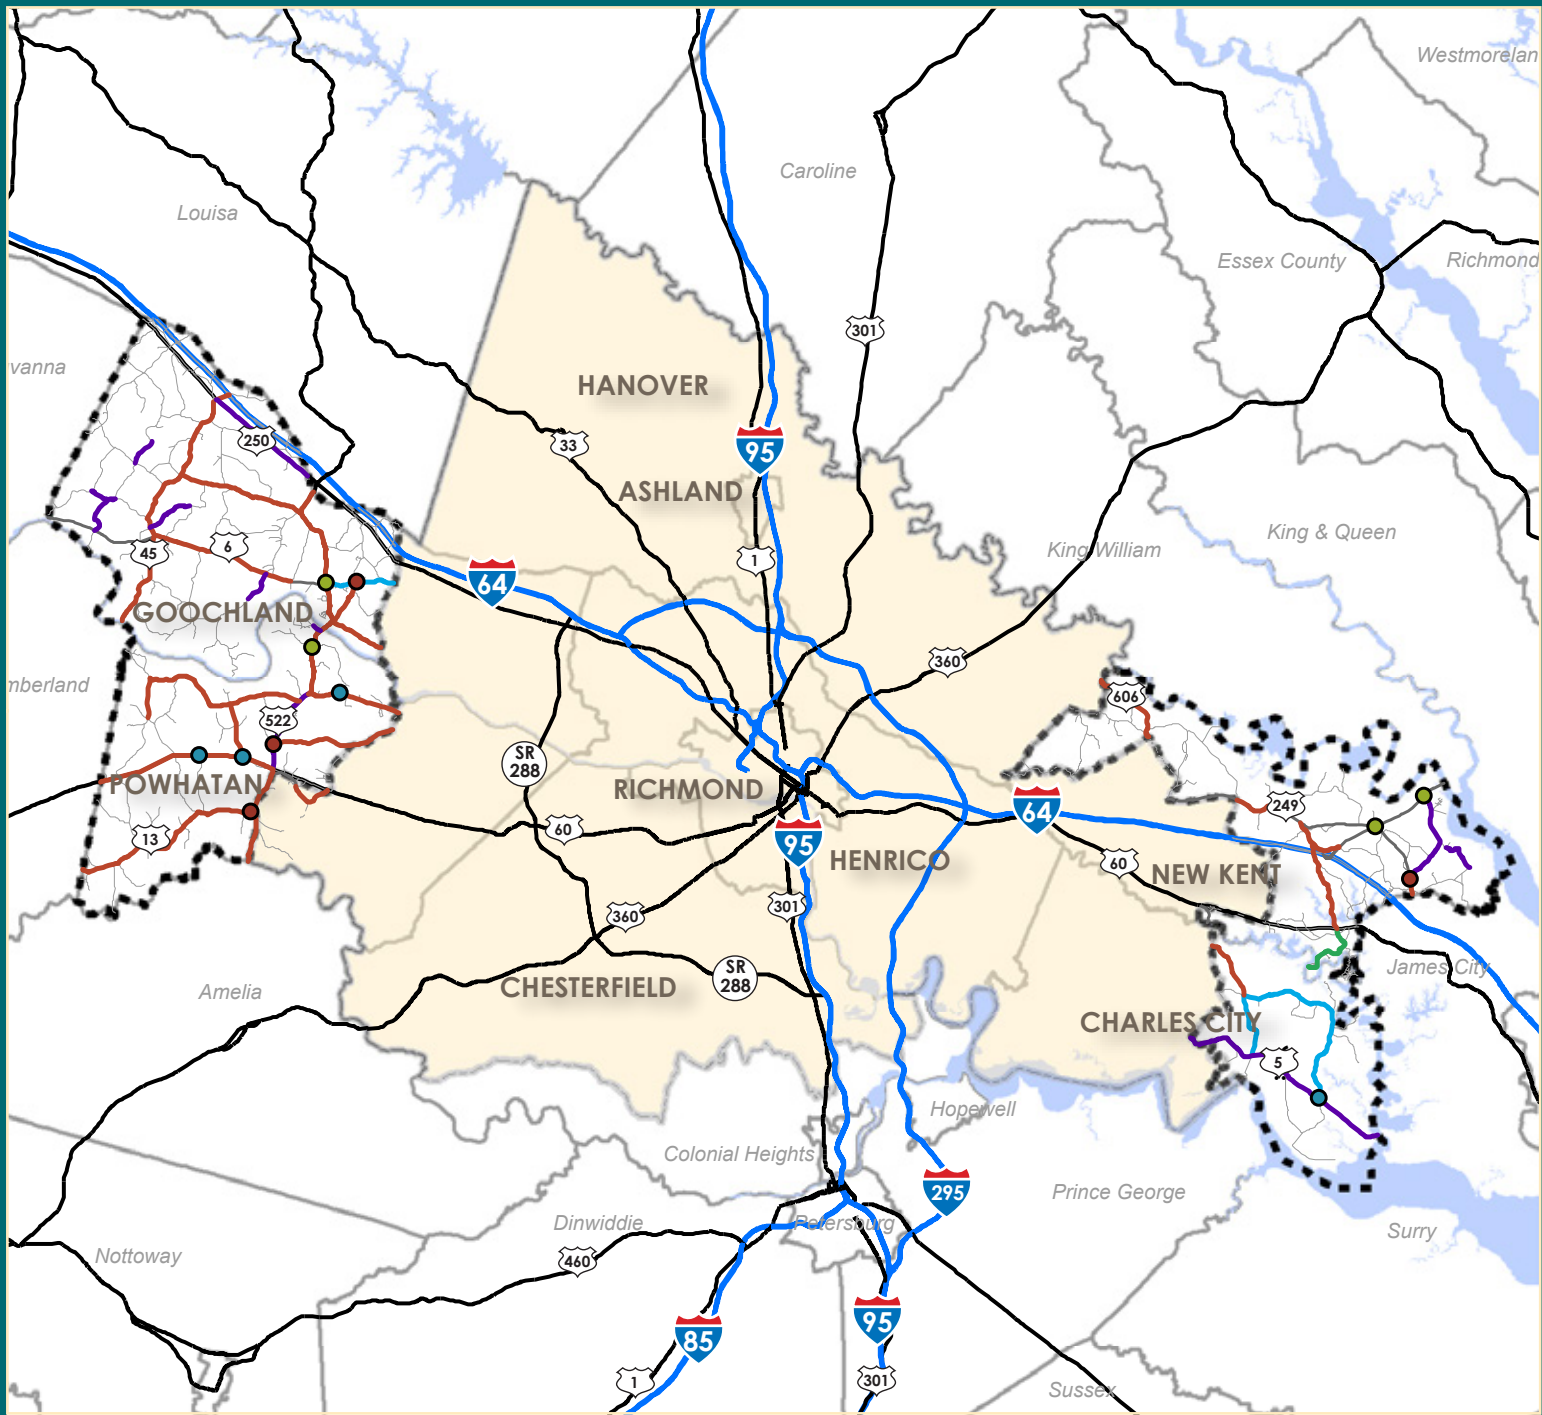 Westmorelan
Caroline
Louisa
Essex County
Richmond
301
vanna
HANOVER
250
33
95
ASHLAND
King & Queen
King William
45
6
1
64
GOOCHLAND
360
mberland
606
522
SR
288
POWHATAN
RICHMOND
249
64
13
60
95
HENRICO
60
NEW KENT
301
360
James City
SR
288
CHESTERFIELD
Amelia
CHARLES CITY
5
Hopewell
Colonial Heights
295
Prince George
Dinwiddie
Petersburg
Surry
Nottoway
460
95
85
1
301
Sussex